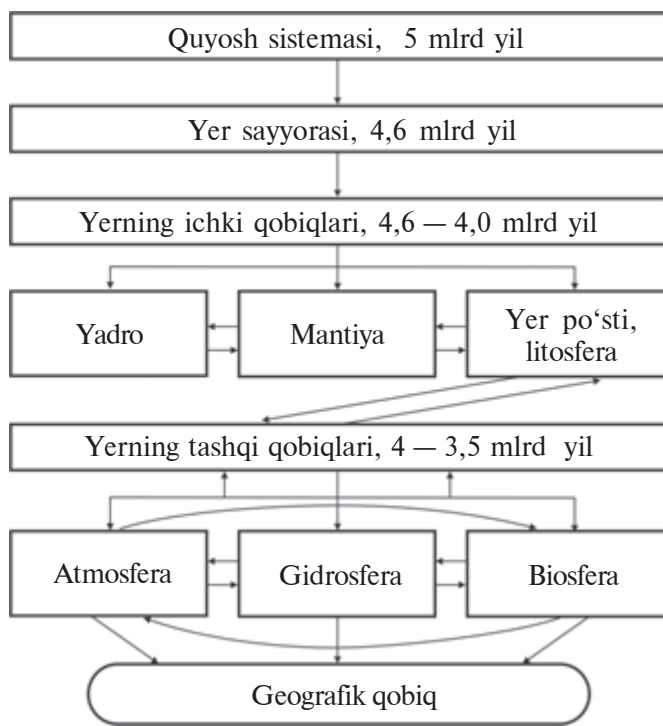 Quyosh sistemasi, 5 mlrd yil
Yer sayyorasi, 4,6 mlrd yil
Yerning ichki qobiqlari, 4,6 — 4,0 mlrd yil
Yadro
Mantiya
Yer po‘sti,
litosfera
Yerning tashqi qobiqlari, 4 — 3,5 mlrd yil
Atmosfera
Gidrosfera
Biosfera
Geografik qobiq